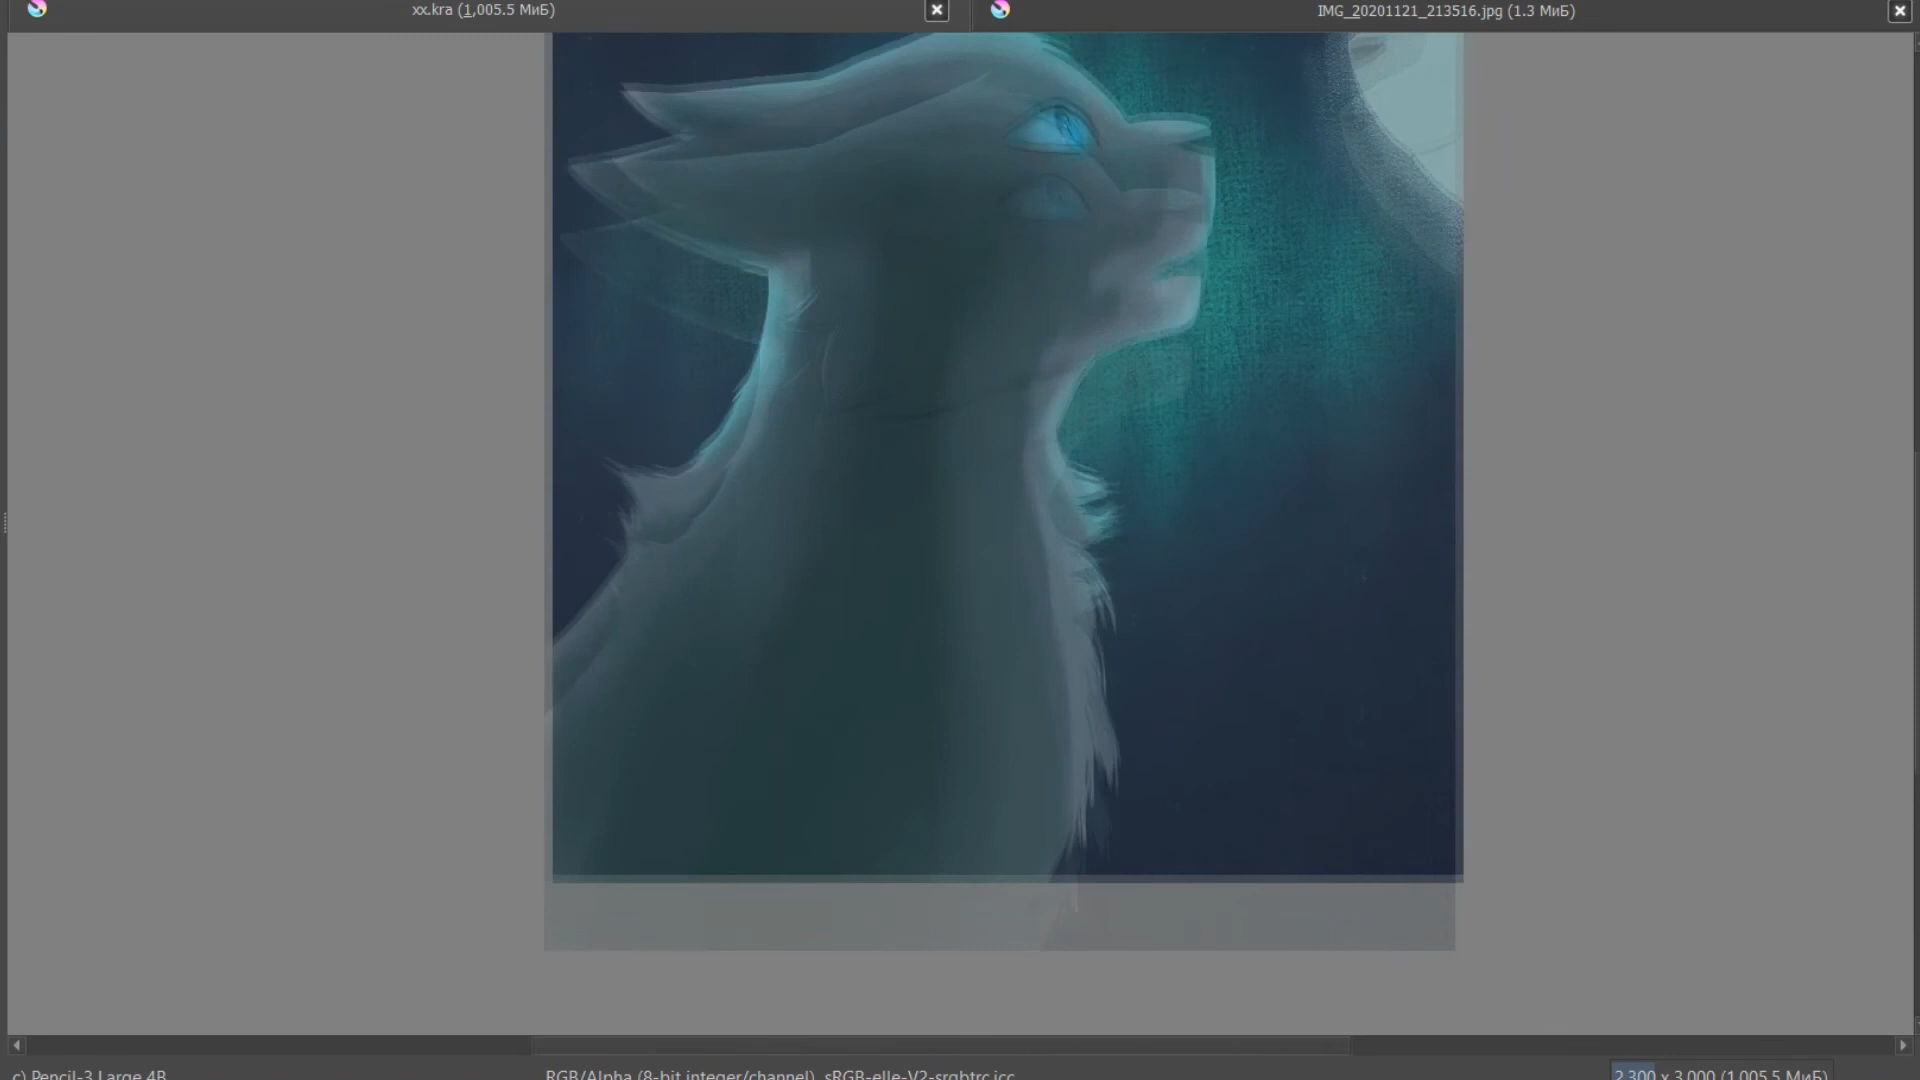 xx.kra (1,005.5 МиБ)
IMG_20201121_213516.jpg (1.3 МиБ)
c) Pencil-3 Large 4B
RGB/Alpha (8-bit integer/channel) sRGB-elle-V2-srgbtrc.icc
2,300 x 3,000 (1,005.5 МиБ)